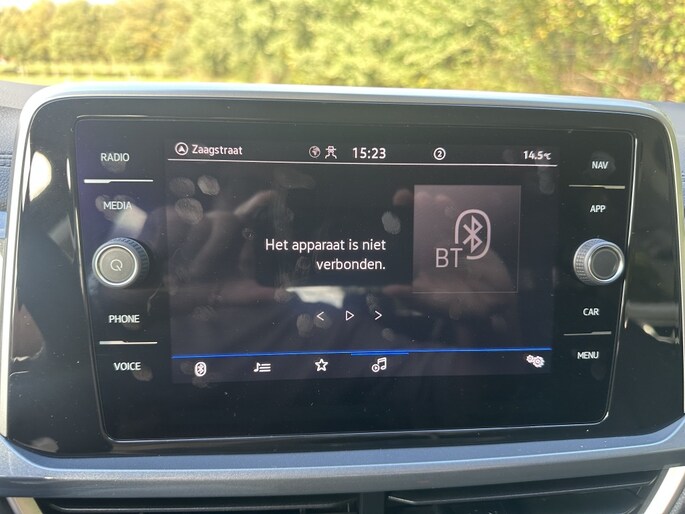 RADIO
MEDIA
PHONE
VOICE
Zaagstraat 15:23 2 14,5°C
Het apparaat is niet
verbonden.
BT
NAV
APP
CAR
MENU